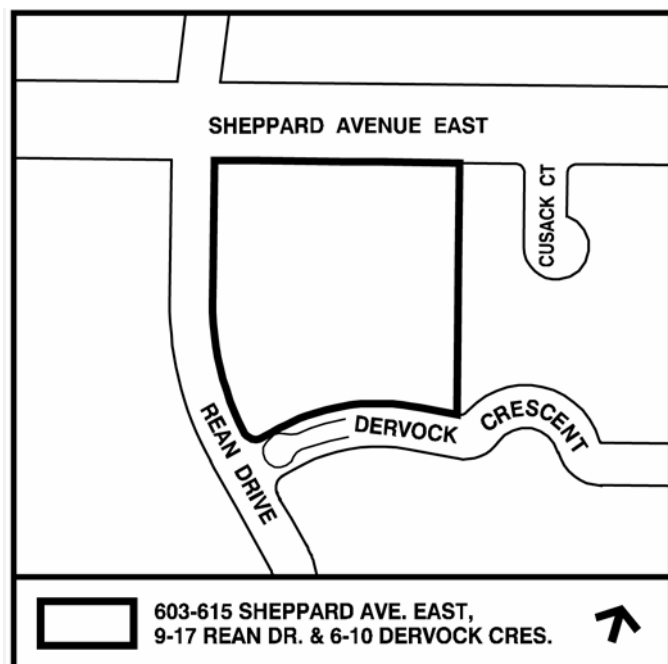 SHEPPARD AVENUE EAST
CUSACK CT
REAN DRIVE
DERVOCK CRESCENT
603-615 SHEPPARD AVE. EAST,
9-17 REAN DR. & 6-10 DERVOCK CRES.